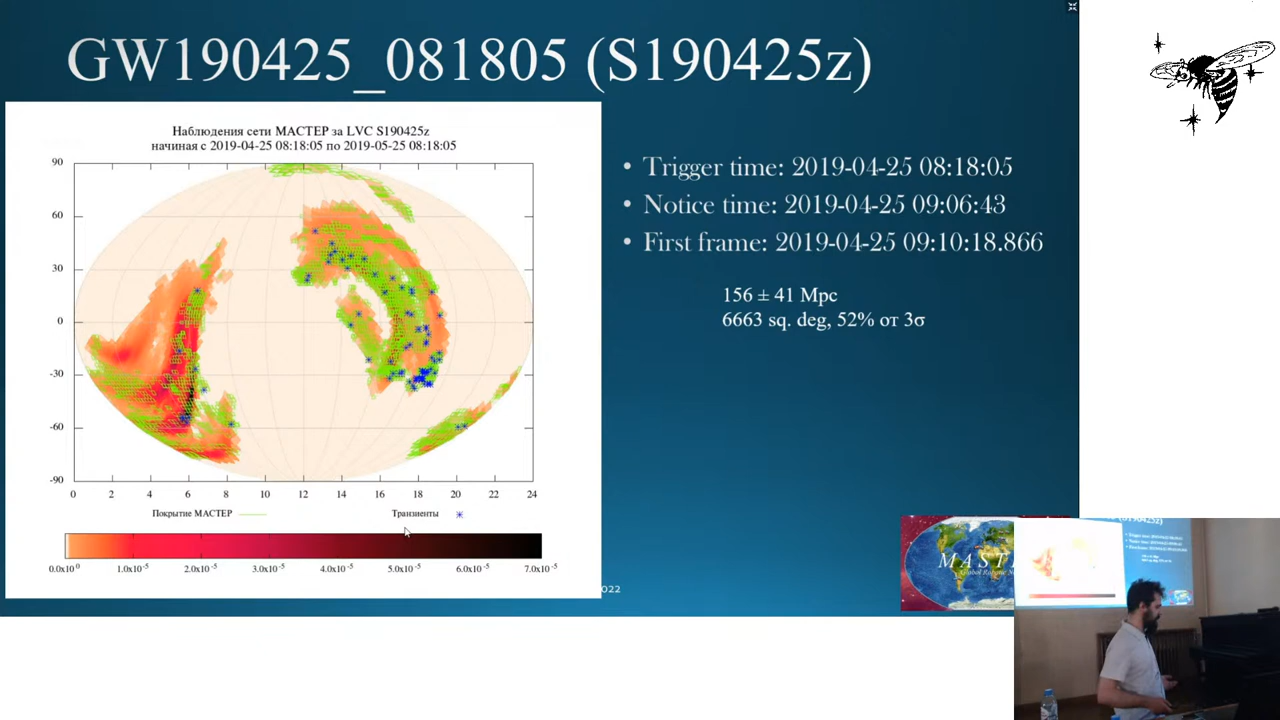 GW190425_081805 (S190425z)
Наблюдения сети МАСТЕР за LVC S190425z
начиная с 2019-04-25 08:18:05 по 2019-05-25 08:18:05
90
60
30
0
-30
-60
-90
0 2 4 6 8 10 12 14 16 18 20 22 24
Покрытие МАСТЕР
Транзиенты
0.0x10⁰ 1.0x10⁻⁵ 2.0x10⁻⁵ 3.0x10⁻⁵ 4.0x10⁻⁵ 5.0x10⁻⁵ 6.0x10⁻⁵ 7.0x10⁻⁵
• Trigger time: 2019-04-25 08:18:05
• Notice time: 2019-04-25 09:06:43
• First frame: 2019-04-25 09:10:18.866
156 ± 41 Mpc
6663 sq. deg, 52% от 3σ
022
MAST
Global Robotic